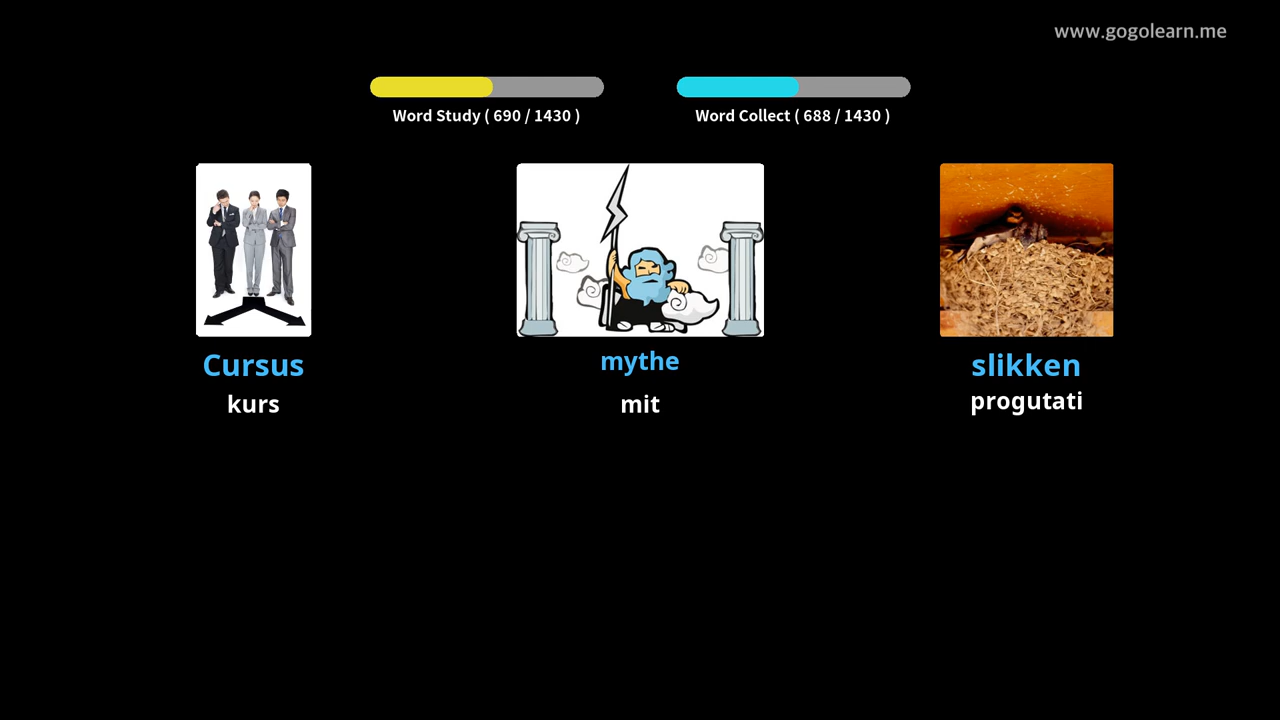 www.gogolearn.me
Word Study ( 690 / 1430 )
Word Collect ( 688 / 1430 )
Cursus
kurs
mythe
mit
slikken
progutati